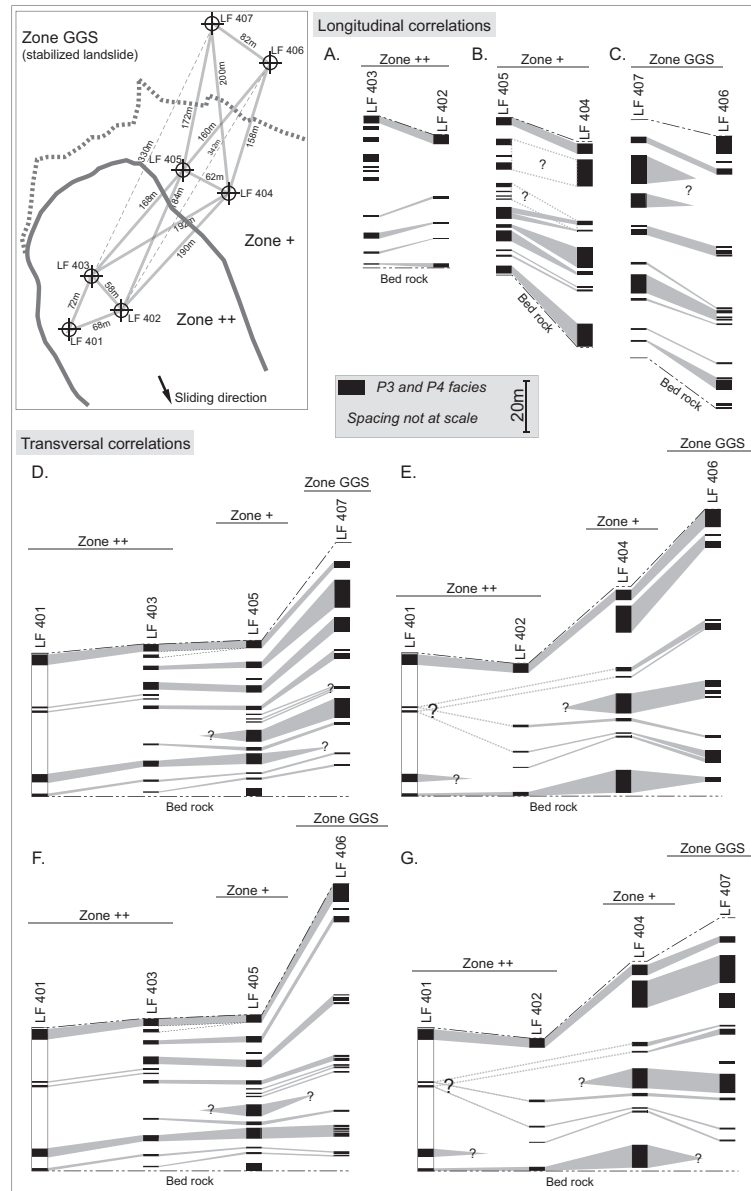 Zone GGS
(stabilized landslide)
LF 407
82m
LF 406
200m
172m
160m
330m
342m
158m
LF 405
62m
LF 404
168m
184m
192m
190m
Zone +
LF 403
58m
72m
LF 402
68m
LF 401
Zone ++
Sliding direction
Longitudinal correlations
A.
Zone ++
LF 403
LF 402
Bed rock
B.
Zone +
LF 405
LF 404
?
?
Bed rock
C.
Zone GGS
LF 407
LF 406
?
Bed rock
P3 and P4 facies
Spacing not at scale
20m
Transversal correlations
D.
Zone ++
Zone +
Zone GGS
LF 401
LF 403
LF 405
LF 407
?
?
?
Bed rock
E.
Zone ++
Zone +
Zone GGS
LF 401
LF 402
LF 404
LF 406
?
?
?
Bed rock
F.
Zone ++
Zone +
Zone GGS
LF 401
LF 403
LF 405
LF 406
?
?
Bed rock
G.
Zone ++
Zone +
Zone GGS
LF 401
LF 402
LF 404
LF 407
?
?
?
?
Bed rock